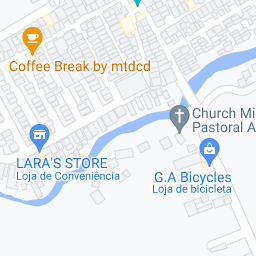 Coffee Break by mtdcd
Church Mi
Pastoral A
LARA'S STORE
Loja de Conveniência
G.A Bicycles
Loja de bicicleta